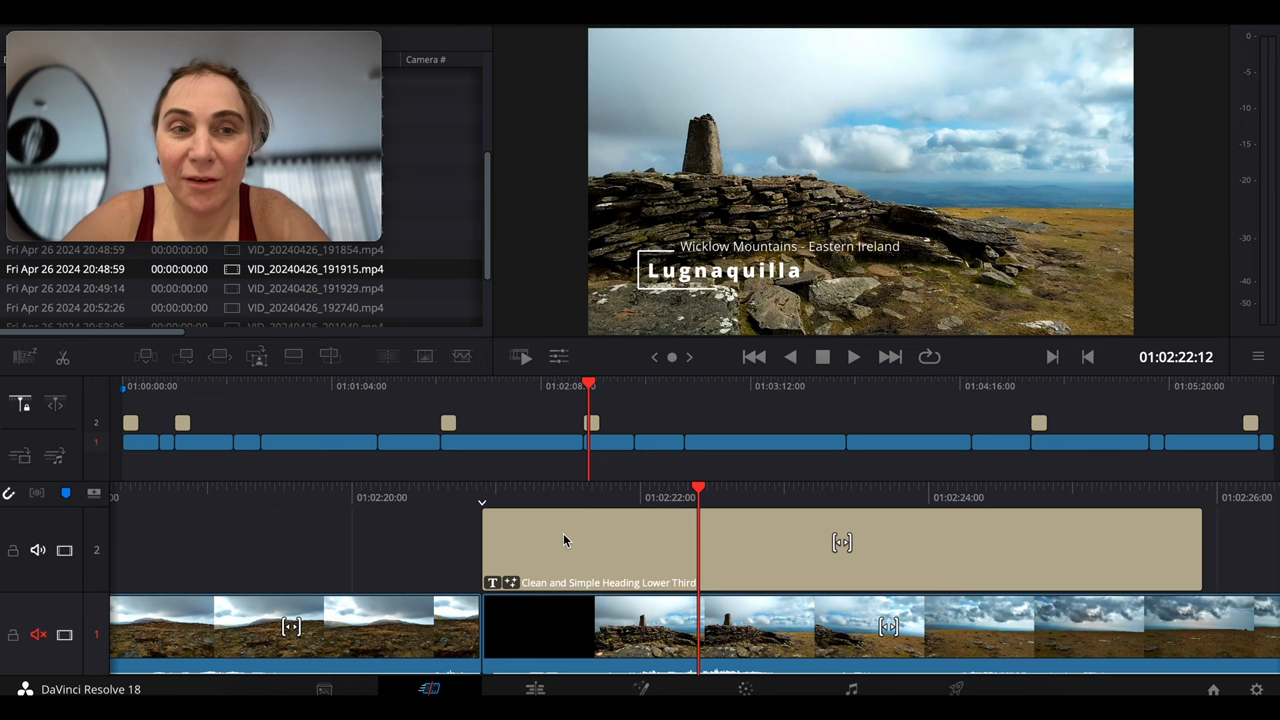 Camera #
Fri Apr 26 2024 20:48:59 00:00:00:00 VID_20240426_191854.mp4
Fri Apr 26 2024 20:48:59 00:00:00:00 VID_20240426_191915.mp4
Fri Apr 26 2024 20:49:14 00:00:00:00 VID_20240426_191929.mp4
Fri Apr 26 2024 20:52:26 00:00:00:00 VID_20240426_192740.mp4
Wicklow Mountains - Eastern Ireland
Lugnaquilla
0
-5
-10
-15
-20
-30
-40
-50
01:02:22:12
01:00:00:00 01:01:04:00 01:02:08: 01:03:12:00 01:04:16:00 01:05:20:00
2
1
00 01:02:20:00 01:02:22:00 01:02:24:00 01:02:26:00
2
T Clean and Simple Heading Lower Third
1
DaVinci Resolve 18